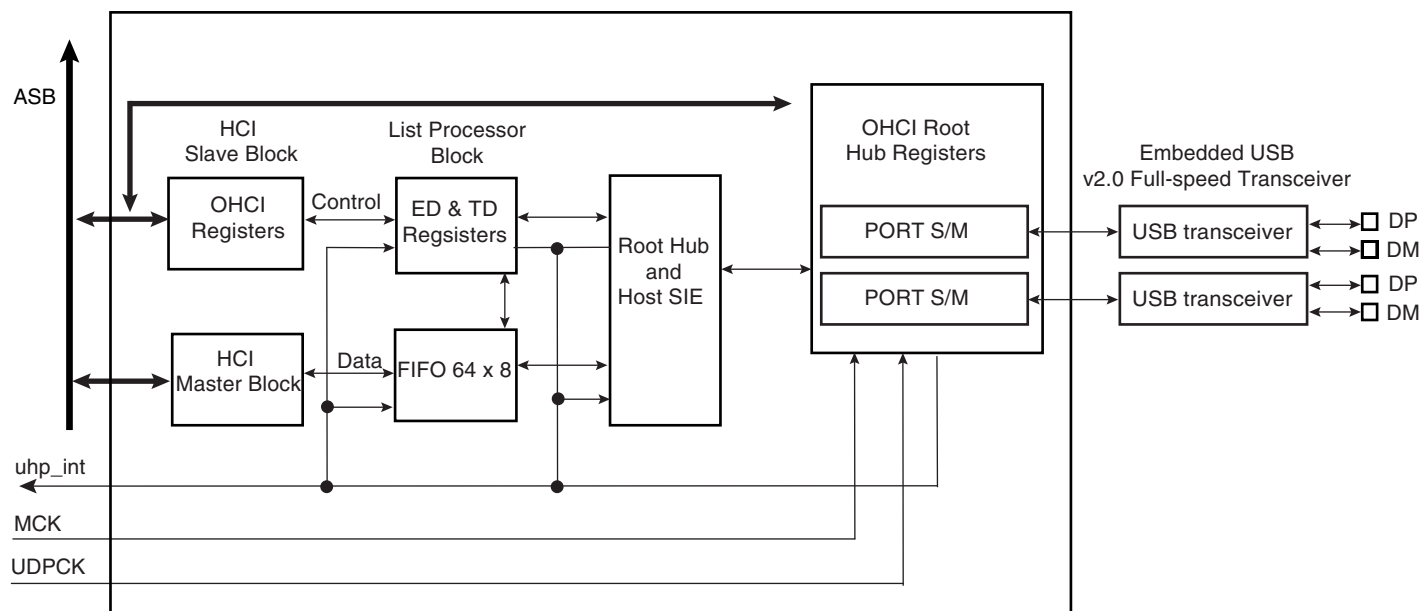 ASB
HCI
Slave Block
List Processor
Block
OHCI
Registers
Control
ED & TD
Regsisters
Root Hub
and
Host SIE
HCI
Master Block
Data
FIFO 64 x 8
OHCI Root
Hub Registers
PORT S/M
PORT S/M
Embedded USB
v2.0 Full-speed Transceiver
USB transceiver
USB transceiver
DP
DM
DP
DM
uhp_int
MCK
UDPCK